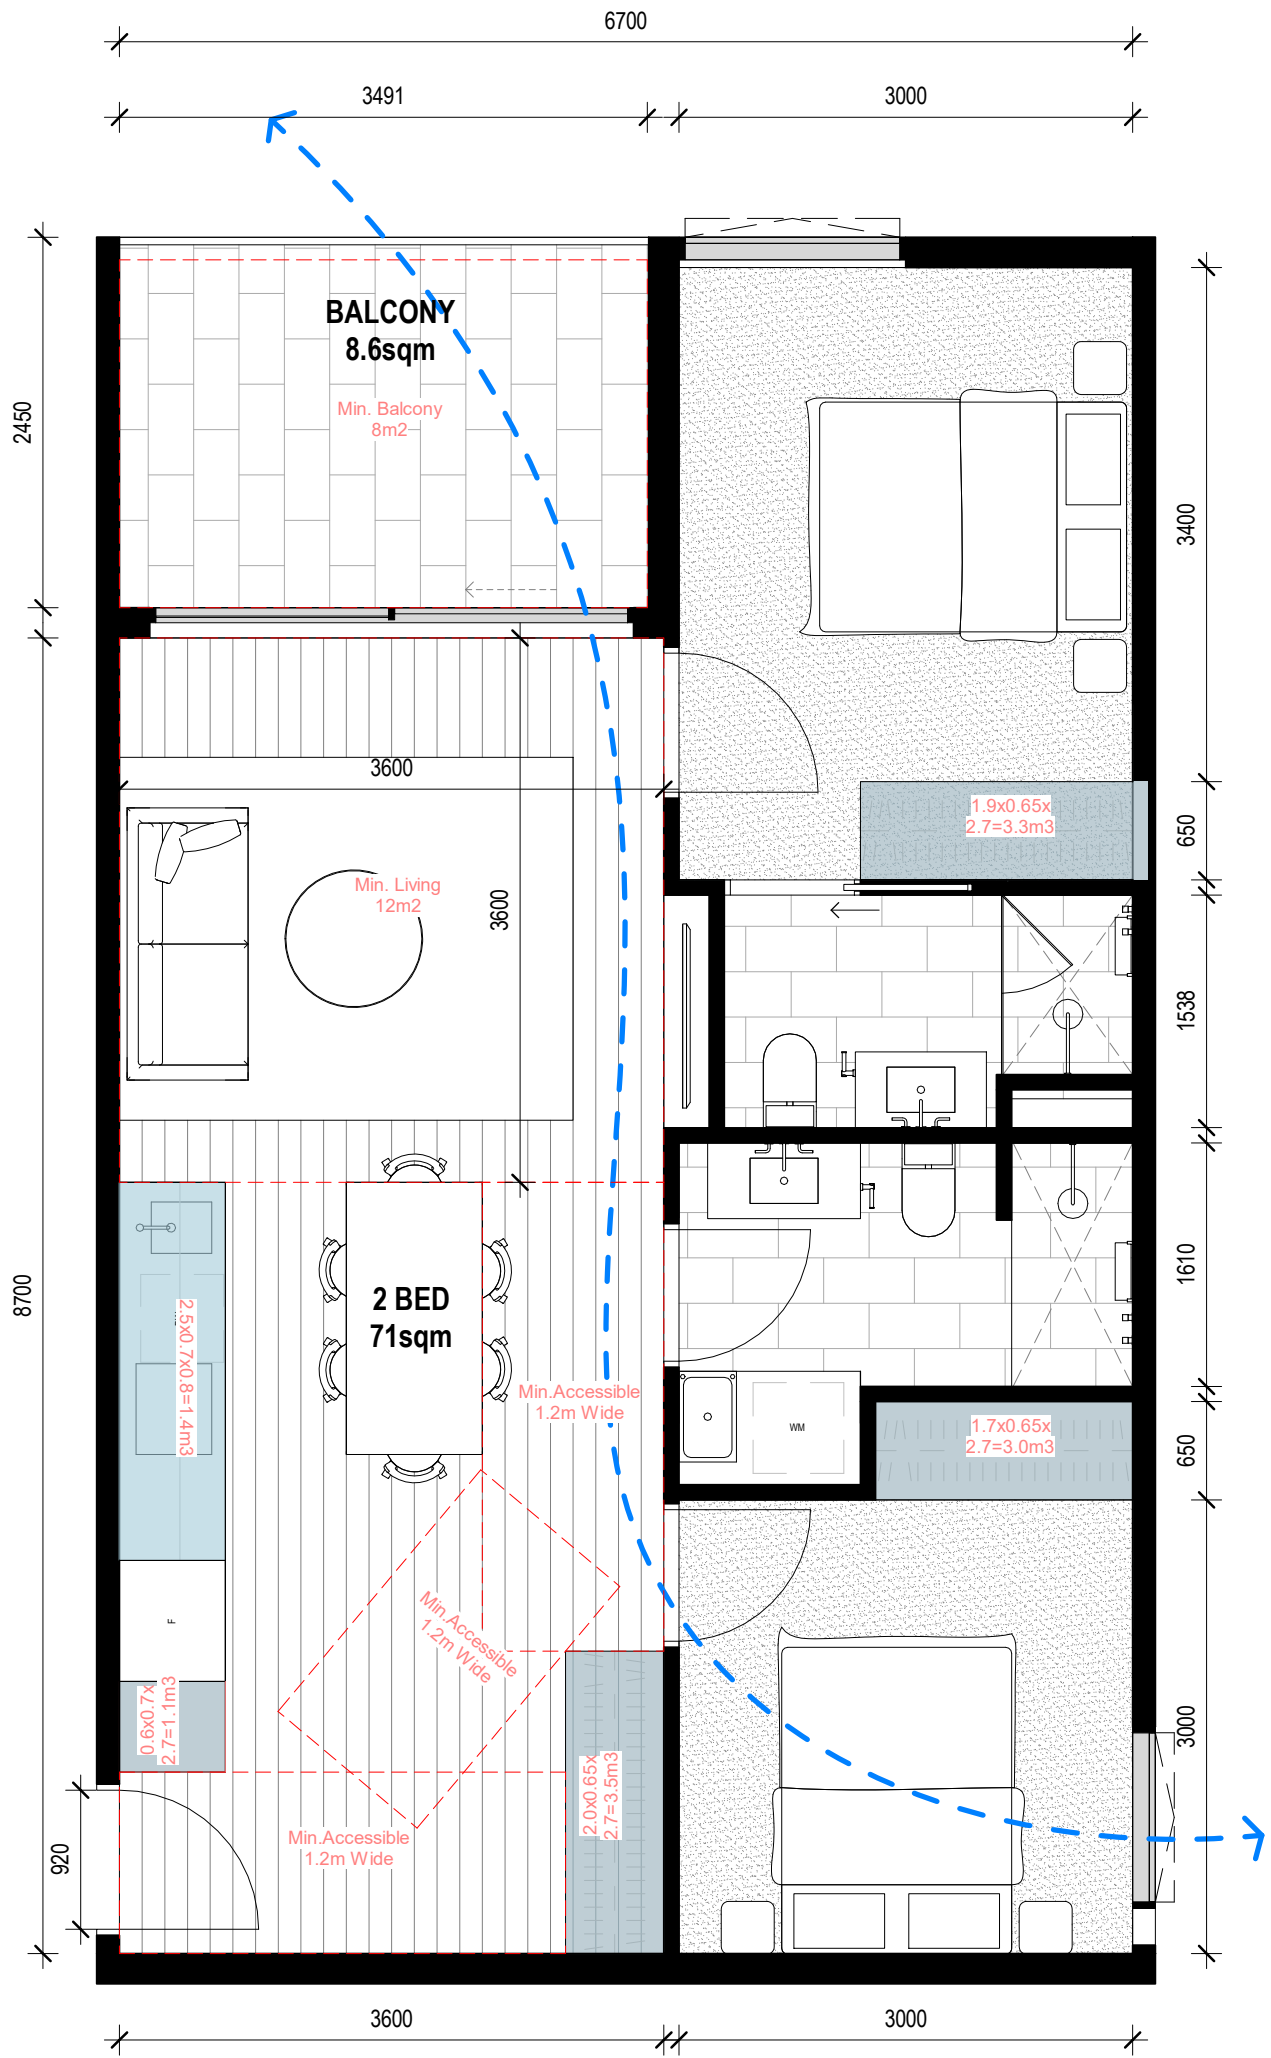 6700
3491
3000
BALCONY
8.6sqm
Min. Balcony
8m2
2450
3400
3600
1.9x0.65x
2.7=3.3m3
650
Min. Living
12m2
3600
1538
8700
2 BED
71sqm
2.5x0.7x0.8=1.4m3
1610
Min.Accessible
1.2m Wide
WM
1.7x0.65x
2.7=3.0m3
650
F
Min.Accessible
1.2m Wide
0.6x0.7x
2.7=1.1m3
2.0x0.65x
2.7=3.5m3
3000
920
Min.Accessible
1.2m Wide
3600
3000